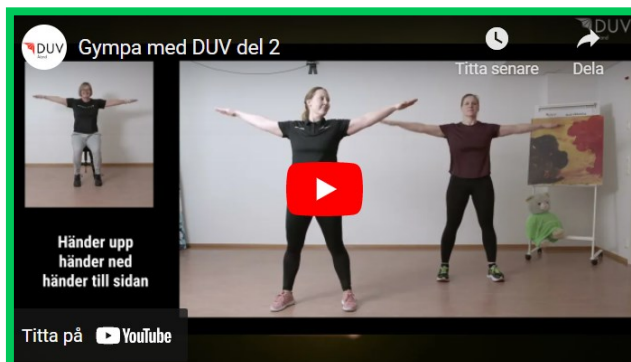 DUV
Gympa med DUV del 2
Titta senare
Dela
DUV
Händer upp
händer ned
händer till sidan
Titta på YouTube